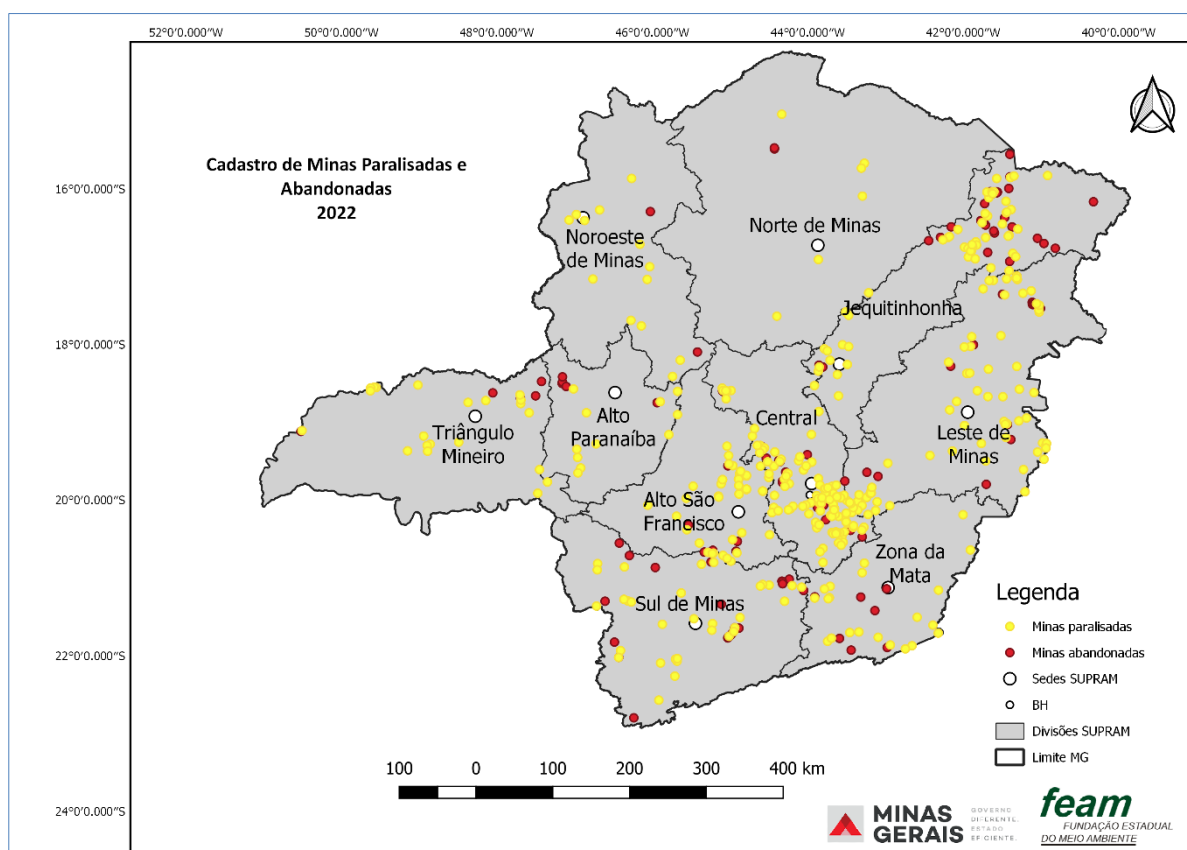 52°0'0.000"W 50°0'0.000"W 48°0'0.000"W 46°0'0.000"W 44°0'0.000"W 42°0'0.000"W 40°0'0.000"W
Cadastro de Minas Paralisadas e
Abandonadas
2022
16°0'0.000"S
18°0'0.000"S
20°0'0.000"S
22°0'0.000"S
24°0'0.000"S
Noroeste
de Minas
Norte de Minas
Jequitinhonha
Triângulo
Mineiro
Alto
Paranaíba
Central
Leste de
Minas
Alto São
Francisco
Zona da
Mata
Sul de Minas
Legenda
Minas paralisadas
Minas abandonadas
Sedes SUPRAM
BH
Divisões SUPRAM
Limite MG
100 0 100 200 300 400 km
MINAS
GERAIS
GOVERNO
DIFERENTE.
ESTADO
EFICIENTE.
feam
FUNDAÇÃO ESTADUAL
DO MEIO AMBIENTE